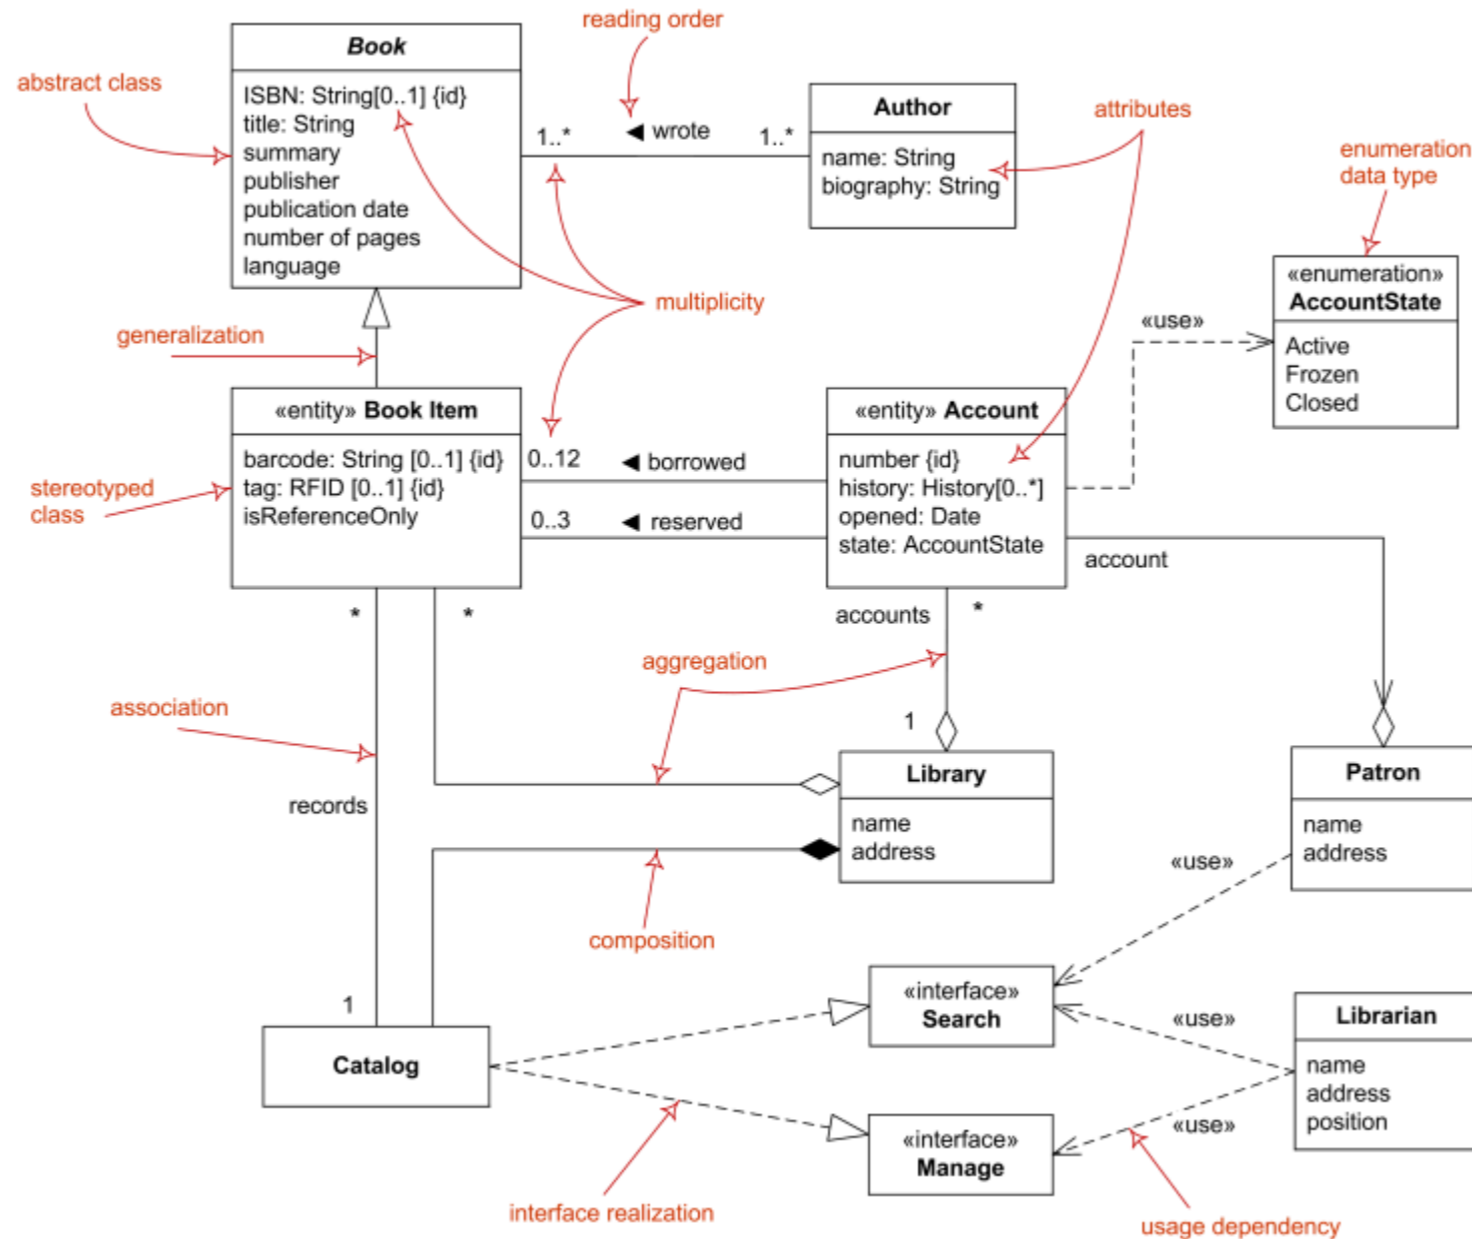 reading order
Book
abstract class
ISBN: String[0..1] {id}
title: String
summary
publisher
publication date
number of pages
language
1..*
◀ wrote
1..*
Author
name: String
biography: String
attributes
enumeration
data type
«enumeration»
AccountState
Active
Frozen
Closed
multiplicity
«use»
generalization
«entity» Book Item
barcode: String [0..1] {id}
tag: RFID [0..1] {id}
isReferenceOnly
stereotyped
class
0..12
◀ borrowed
0..3
◀ reserved
«entity» Account
number {id}
history: History[0..*]
opened: Date
state: AccountState
account
*
*
accounts
*
aggregation
association
1
records
Library
name
address
Patron
name
address
«use»
composition
1
Catalog
«interface»
Search
«use»
Librarian
name
address
position
«interface»
Manage
«use»
interface realization
usage dependency